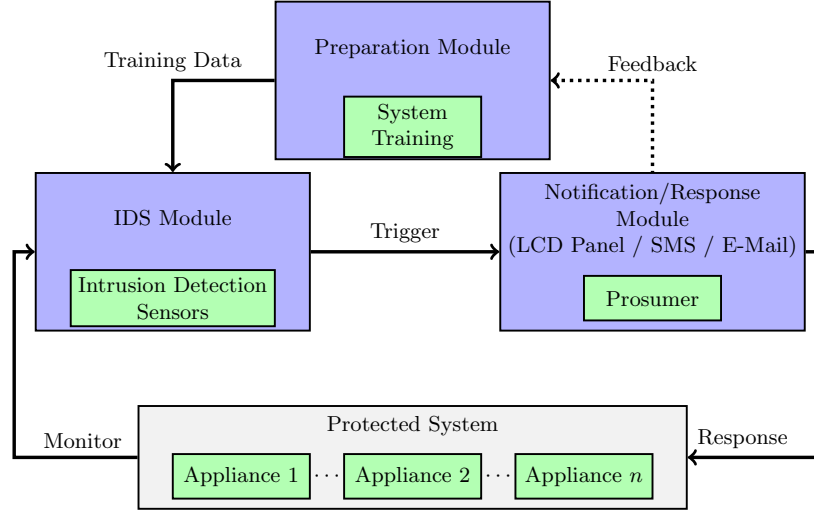 Preparation Module
Training Data
Feedback
System
Training
IDS Module
Notification/Response
Module
(LCD Panel / SMS / E-Mail)
Trigger
Intrusion Detection
Sensors
Prosumer
Protected System
Monitor
Response
Appliance 1 ··· Appliance 2 ··· Appliance n